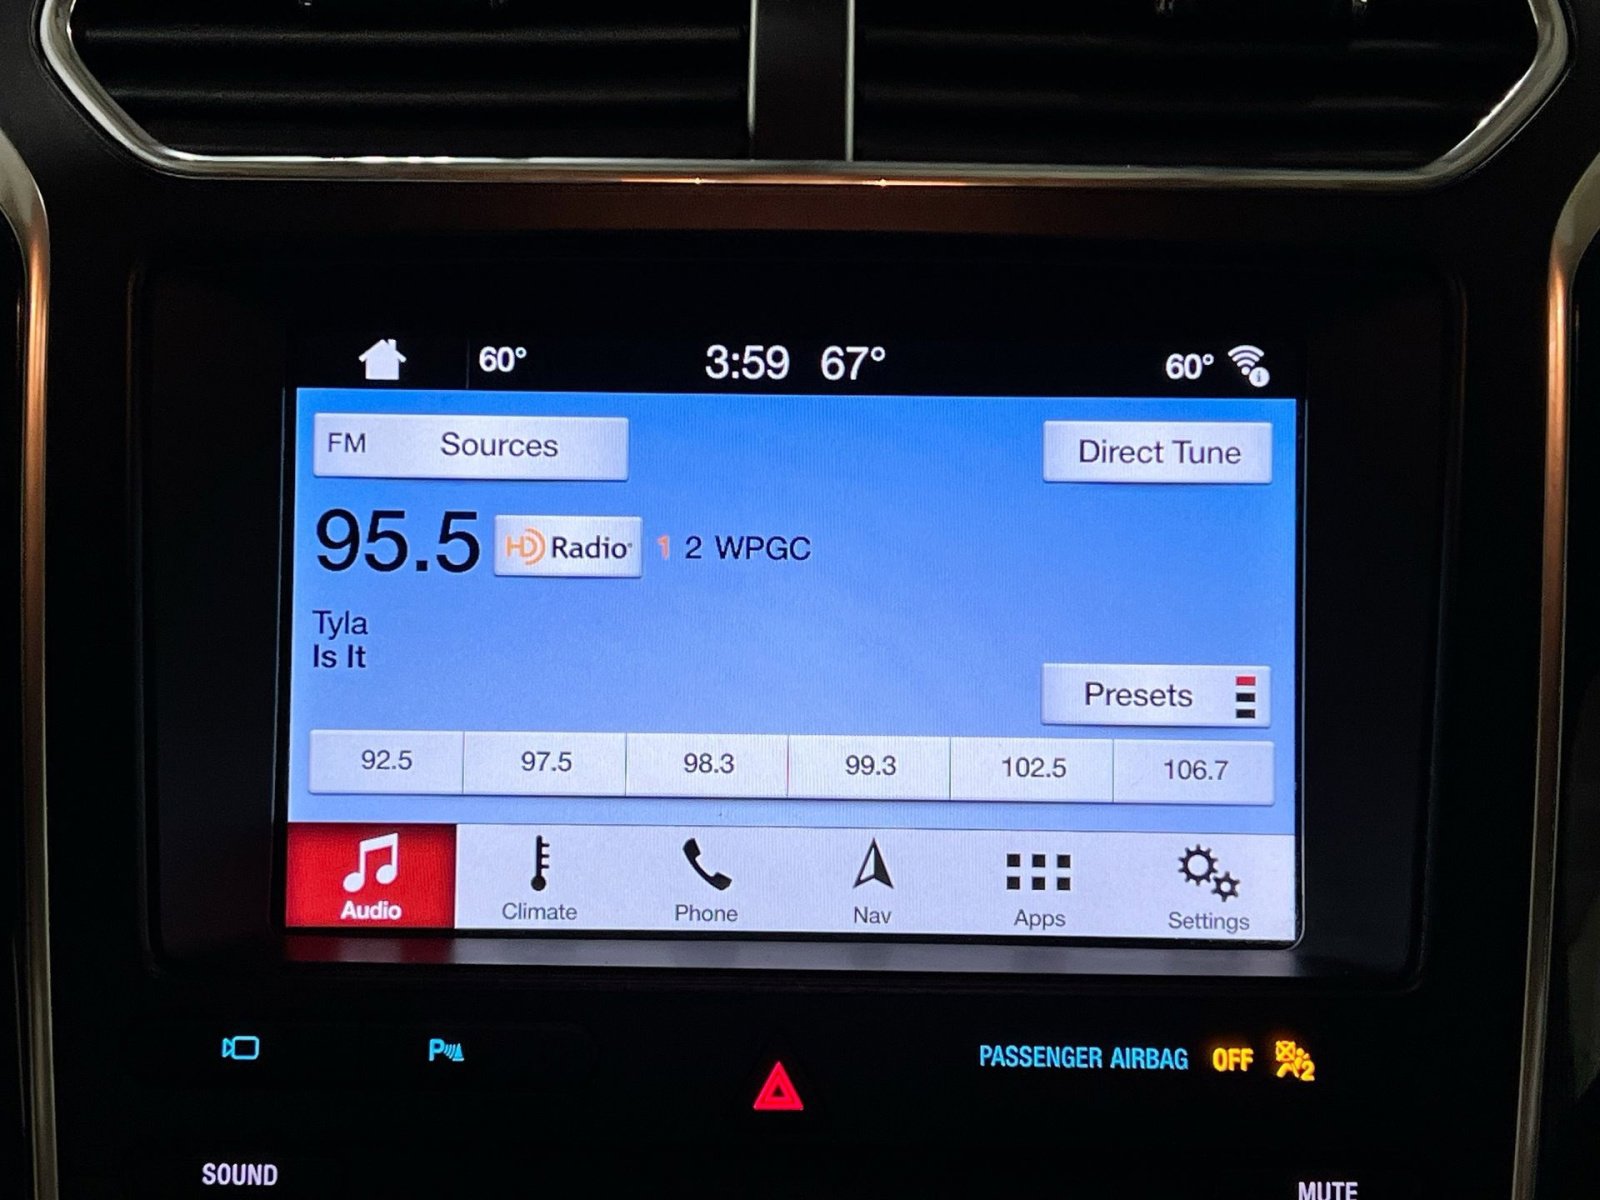 60° 3:59 67° 60°
FM Sources Direct Tune
95.5 HD Radio 1 2 WPGC
Tyla
Is It
Presets
92.5 97.5 98.3 99.3 102.5 106.7
Audio Climate Phone Nav Apps Settings
P PASSENGER AIRBAG OFF 2
SOUND MUTE